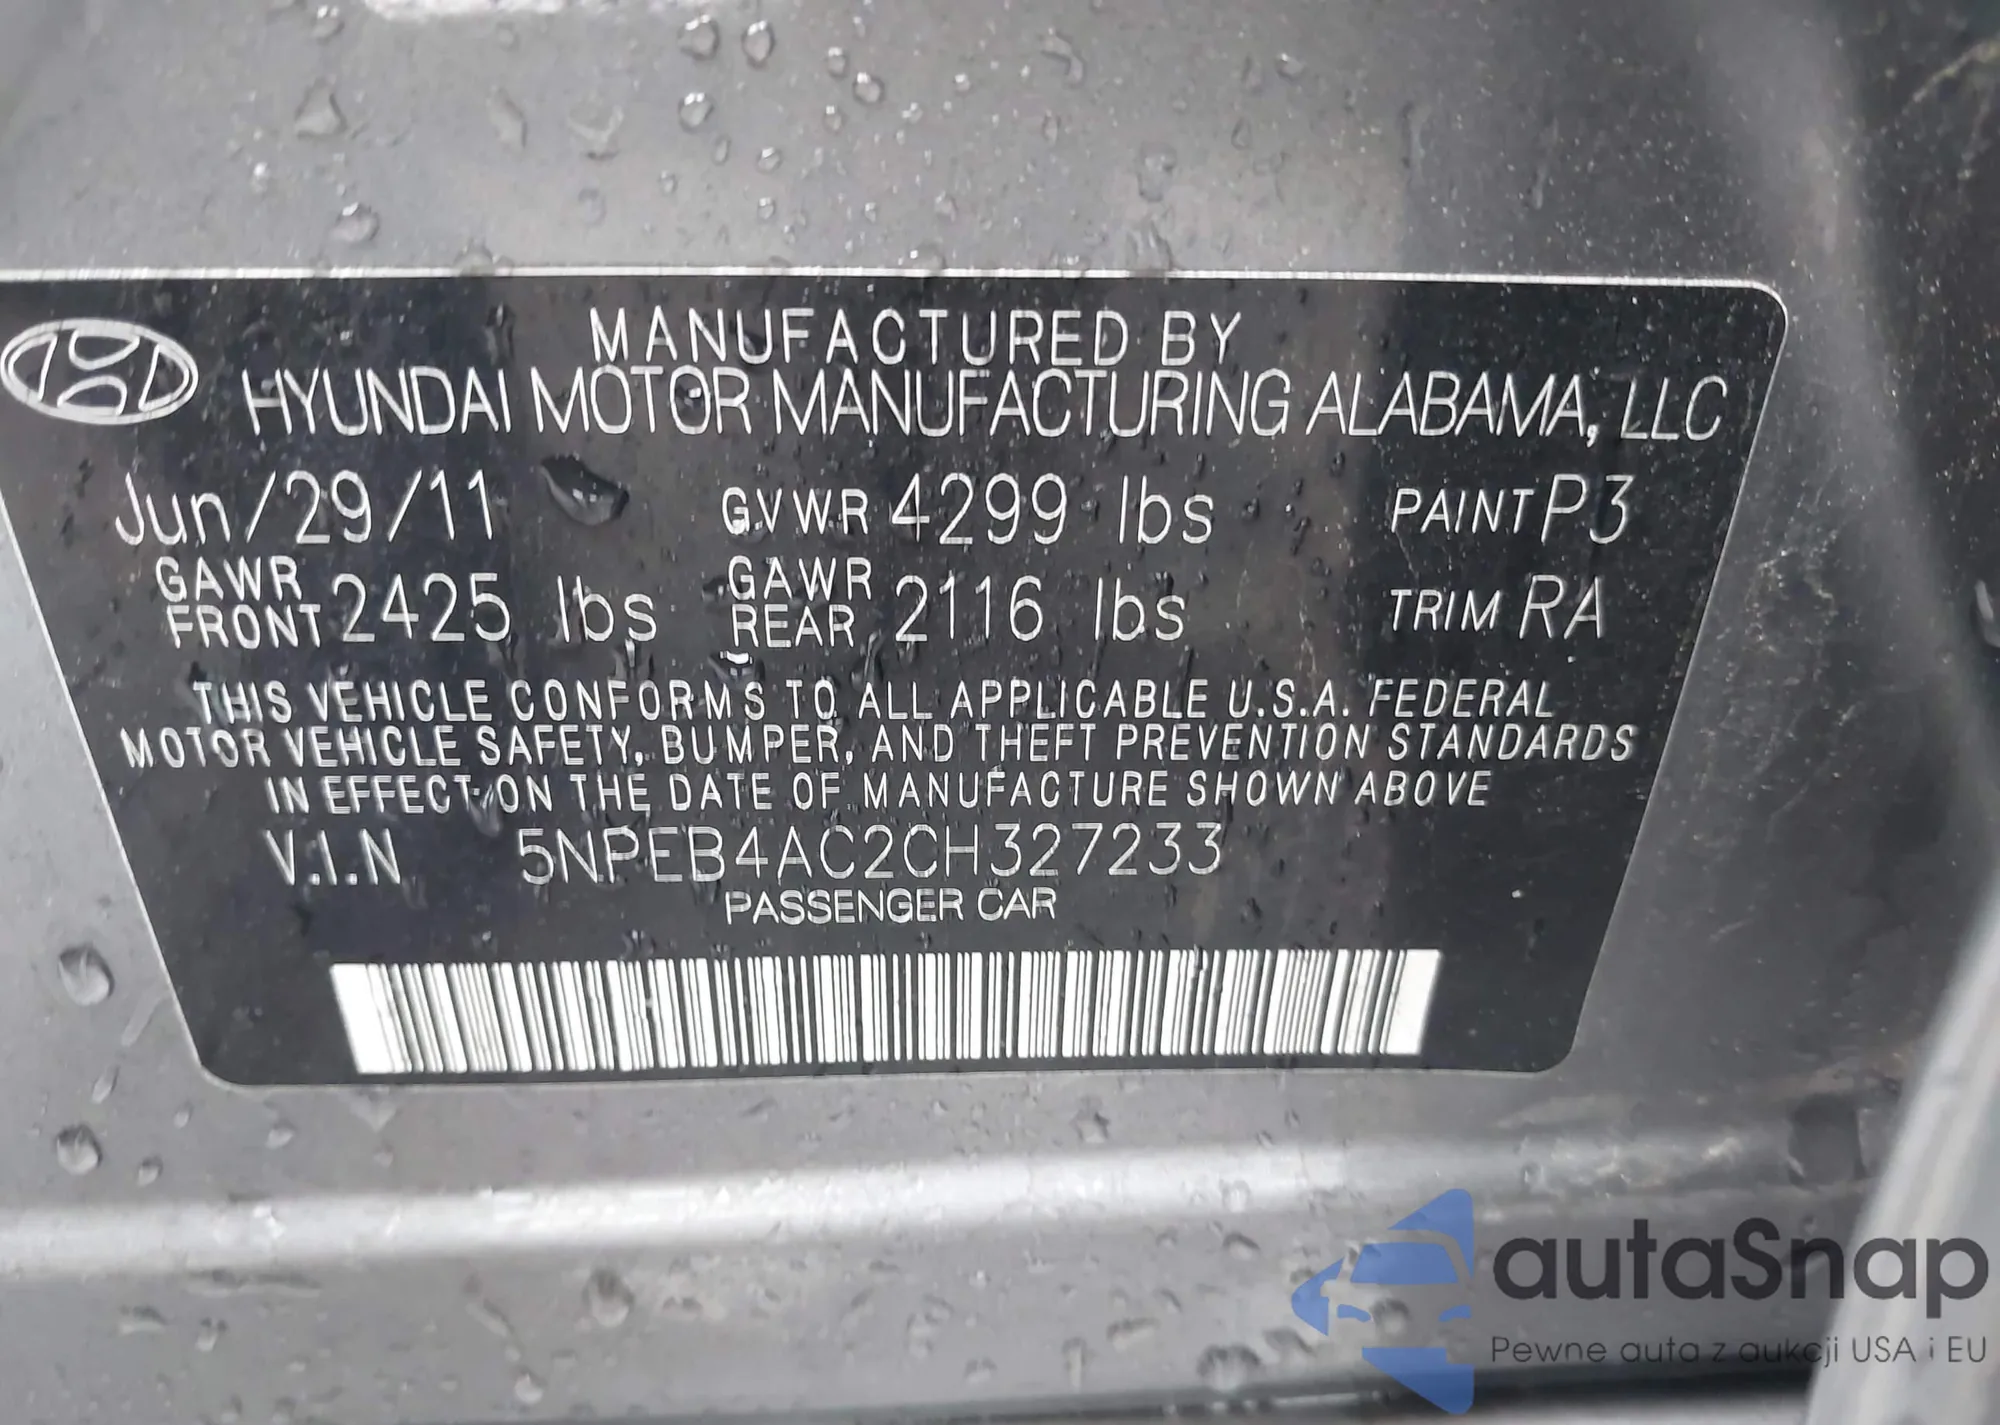 MANUFACTURED BY
HYUNDAI MOTOR MANUFACTURING ALABAMA, LLC
Jun/29/11 GVWR 4299 lbs PAINT P3
GAWR FRONT 2425 lbs GAWR REAR 2116 lbs TRIM RA
THIS VEHICLE CONFORMS TO ALL APPLICABLE U.S.A. FEDERAL
MOTOR VEHICLE SAFETY, BUMPER, AND THEFT PREVENTION STANDARDS
IN EFFECT ON THE DATE OF MANUFACTURE SHOWN ABOVE
V.I.N 5NPEB4AC2CH327233
PASSENGER CAR
autaSnap
Pewne auta z aukcji USA i EU